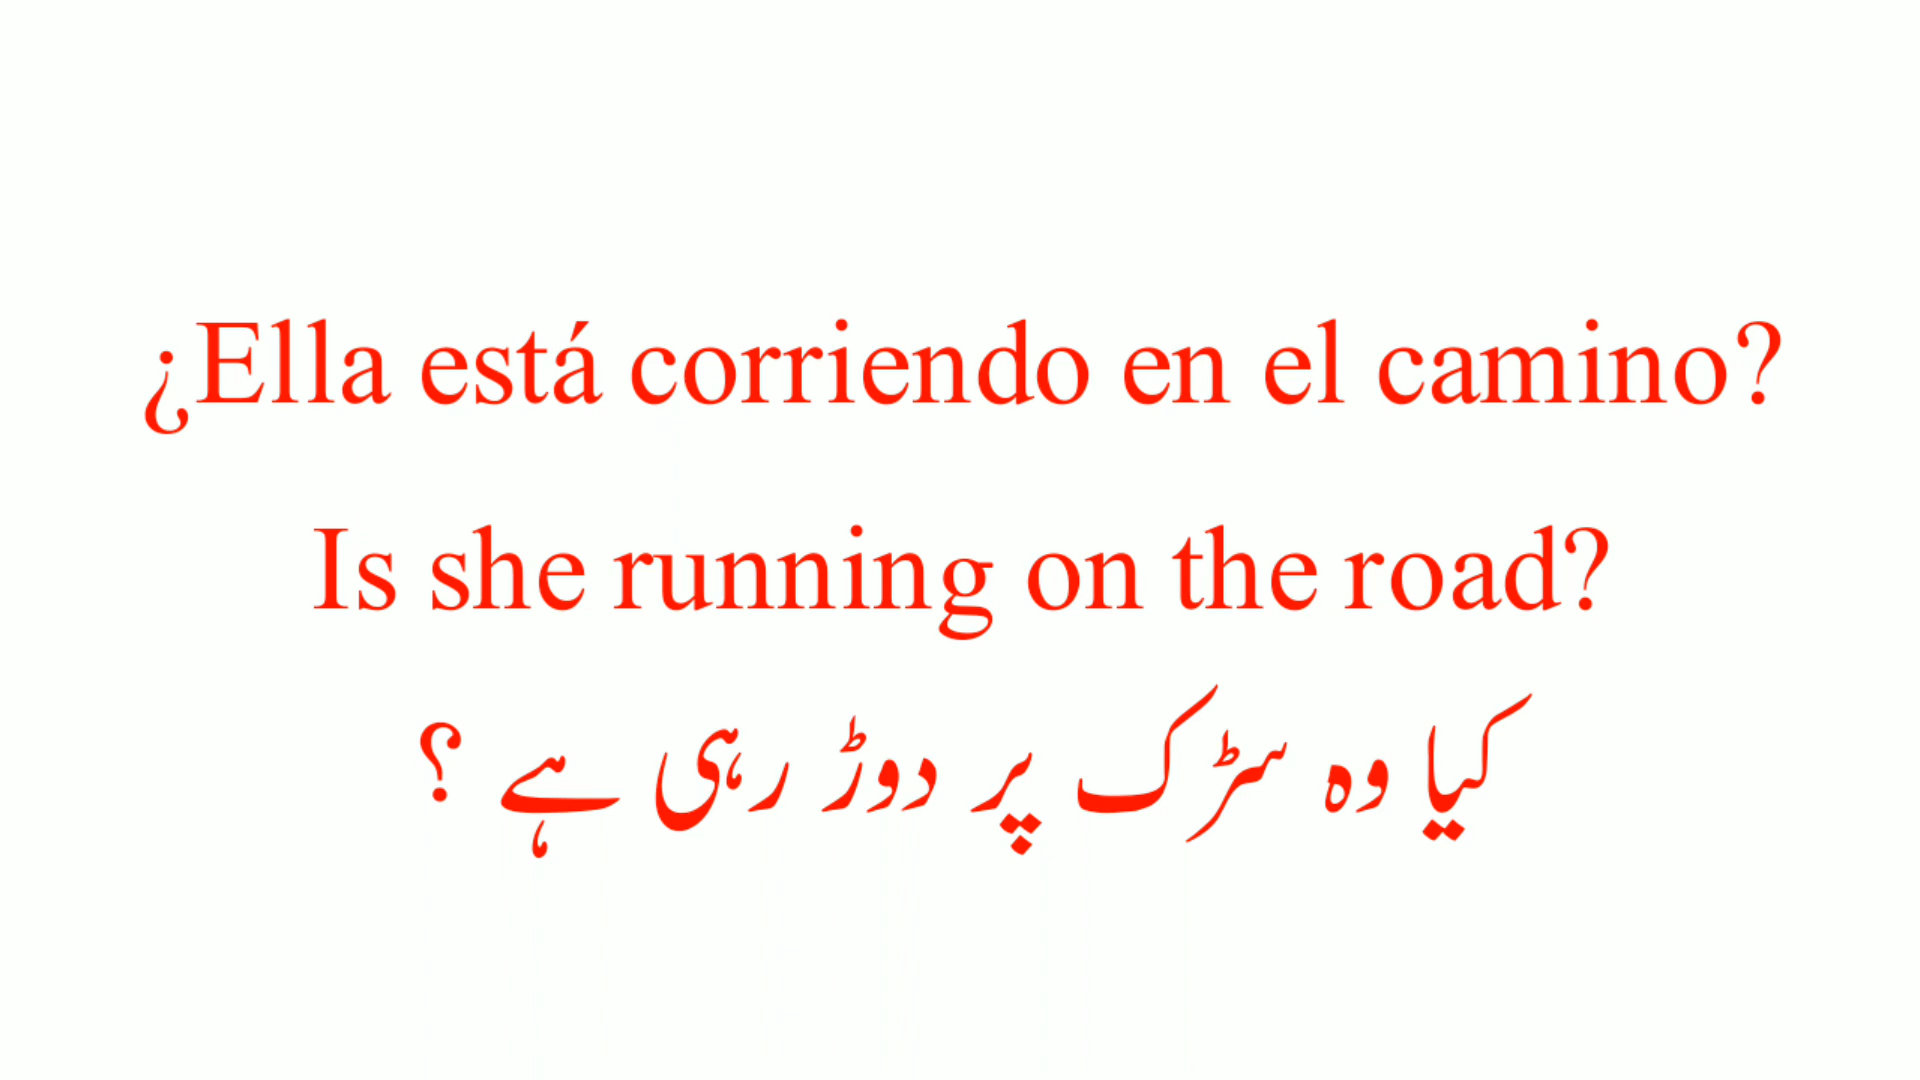 ¿Ella está corriendo en el camino?
Is she running on the road?
کیا وہ سڑک پر دوڑ رہی ہے ؟